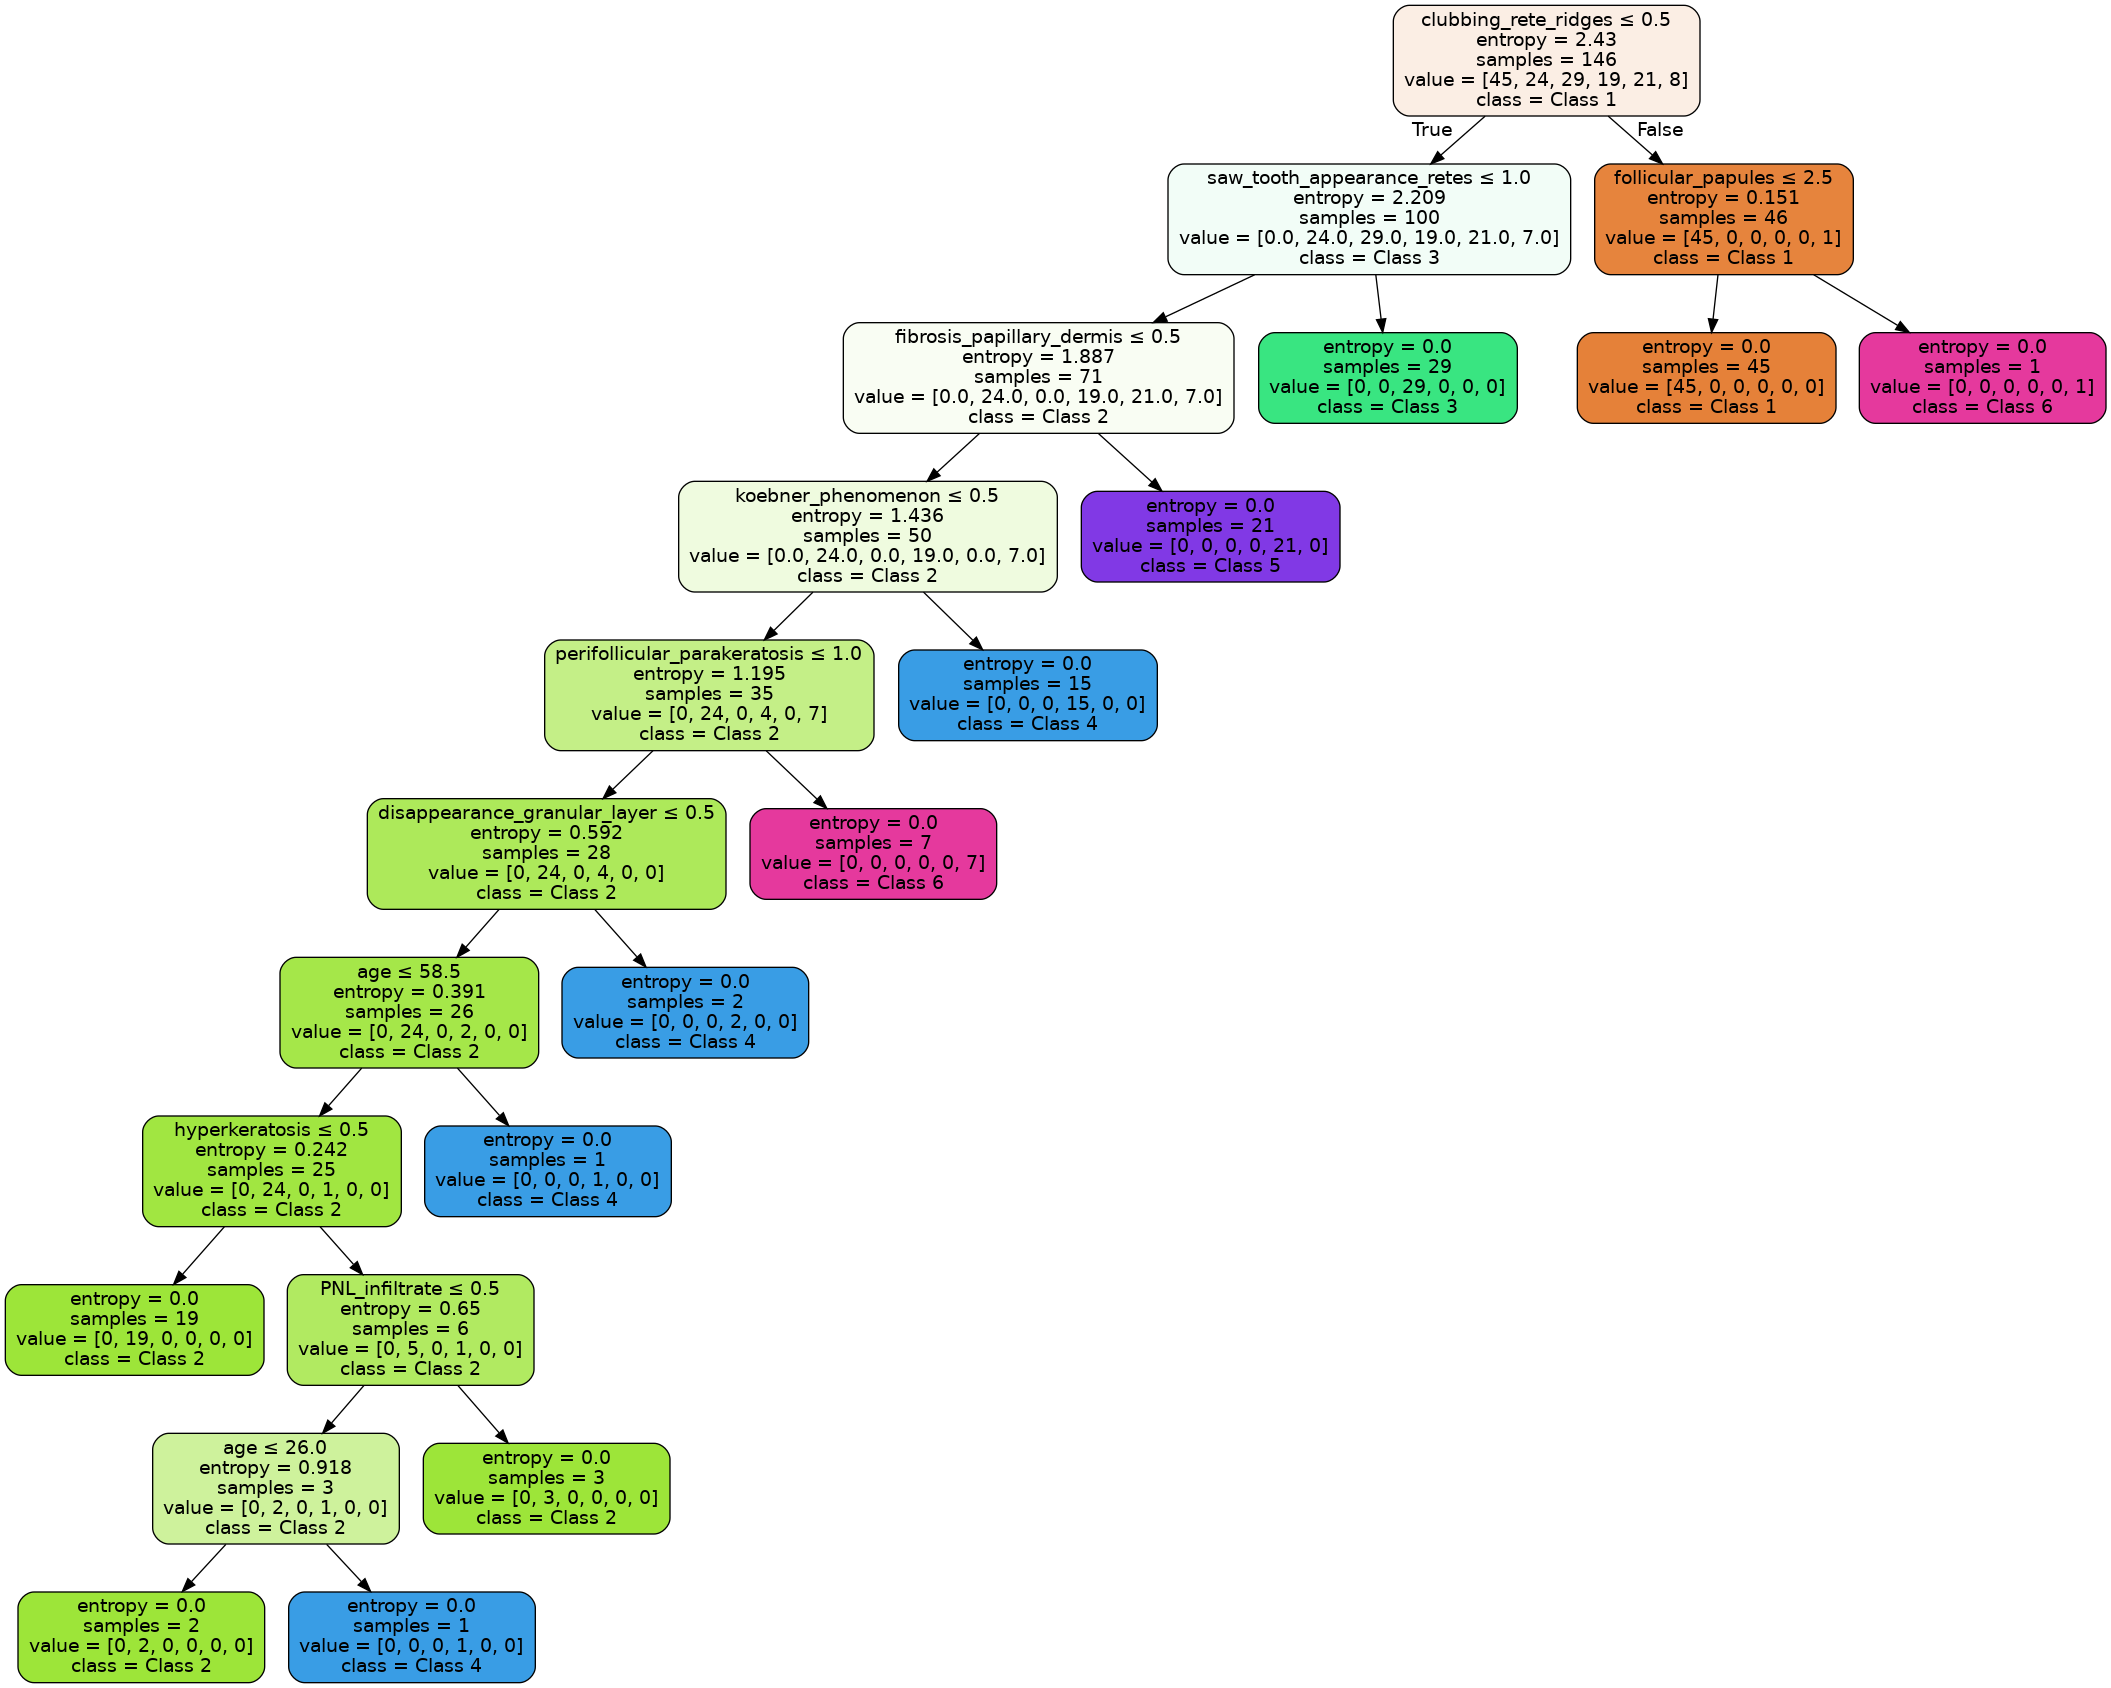 clubbing_rete_ridges ≤ 0.5
entropy = 2.43
samples = 146
value = [45, 24, 29, 19, 21, 8]
class = Class 1
True
False
saw_tooth_appearance_retes ≤ 1.0
entropy = 2.209
samples = 100
value = [0.0, 24.0, 29.0, 19.0, 21.0, 7.0]
class = Class 3
follicular_papules ≤ 2.5
entropy = 0.151
samples = 46
value = [45, 0, 0, 0, 0, 1]
class = Class 1
fibrosis_papillary_dermis ≤ 0.5
entropy = 1.887
samples = 71
value = [0.0, 24.0, 0.0, 19.0, 21.0, 7.0]
class = Class 2
entropy = 0.0
samples = 29
value = [0, 0, 29, 0, 0, 0]
class = Class 3
entropy = 0.0
samples = 45
value = [45, 0, 0, 0, 0, 0]
class = Class 1
entropy = 0.0
samples = 1
value = [0, 0, 0, 0, 0, 1]
class = Class 6
koebner_phenomenon ≤ 0.5
entropy = 1.436
samples = 50
value = [0.0, 24.0, 0.0, 19.0, 0.0, 7.0]
class = Class 2
entropy = 0.0
samples = 21
value = [0, 0, 0, 0, 21, 0]
class = Class 5
perifollicular_parakeratosis ≤ 1.0
entropy = 1.195
samples = 35
value = [0, 24, 0, 4, 0, 7]
class = Class 2
entropy = 0.0
samples = 15
value = [0, 0, 0, 15, 0, 0]
class = Class 4
disappearance_granular_layer ≤ 0.5
entropy = 0.592
samples = 28
value = [0, 24, 0, 4, 0, 0]
class = Class 2
entropy = 0.0
samples = 7
value = [0, 0, 0, 0, 0, 7]
class = Class 6
age ≤ 58.5
entropy = 0.391
samples = 26
value = [0, 24, 0, 2, 0, 0]
class = Class 2
entropy = 0.0
samples = 2
value = [0, 0, 0, 2, 0, 0]
class = Class 4
hyperkeratosis ≤ 0.5
entropy = 0.242
samples = 25
value = [0, 24, 0, 1, 0, 0]
class = Class 2
entropy = 0.0
samples = 1
value = [0, 0, 0, 1, 0, 0]
class = Class 4
entropy = 0.0
samples = 19
value = [0, 19, 0, 0, 0, 0]
class = Class 2
PNL_infiltrate ≤ 0.5
entropy = 0.65
samples = 6
value = [0, 5, 0, 1, 0, 0]
class = Class 2
age ≤ 26.0
entropy = 0.918
samples = 3
value = [0, 2, 0, 1, 0, 0]
class = Class 2
entropy = 0.0
samples = 3
value = [0, 3, 0, 0, 0, 0]
class = Class 2
entropy = 0.0
samples = 2
value = [0, 2, 0, 0, 0, 0]
class = Class 2
entropy = 0.0
samples = 1
value = [0, 0, 0, 1, 0, 0]
class = Class 4